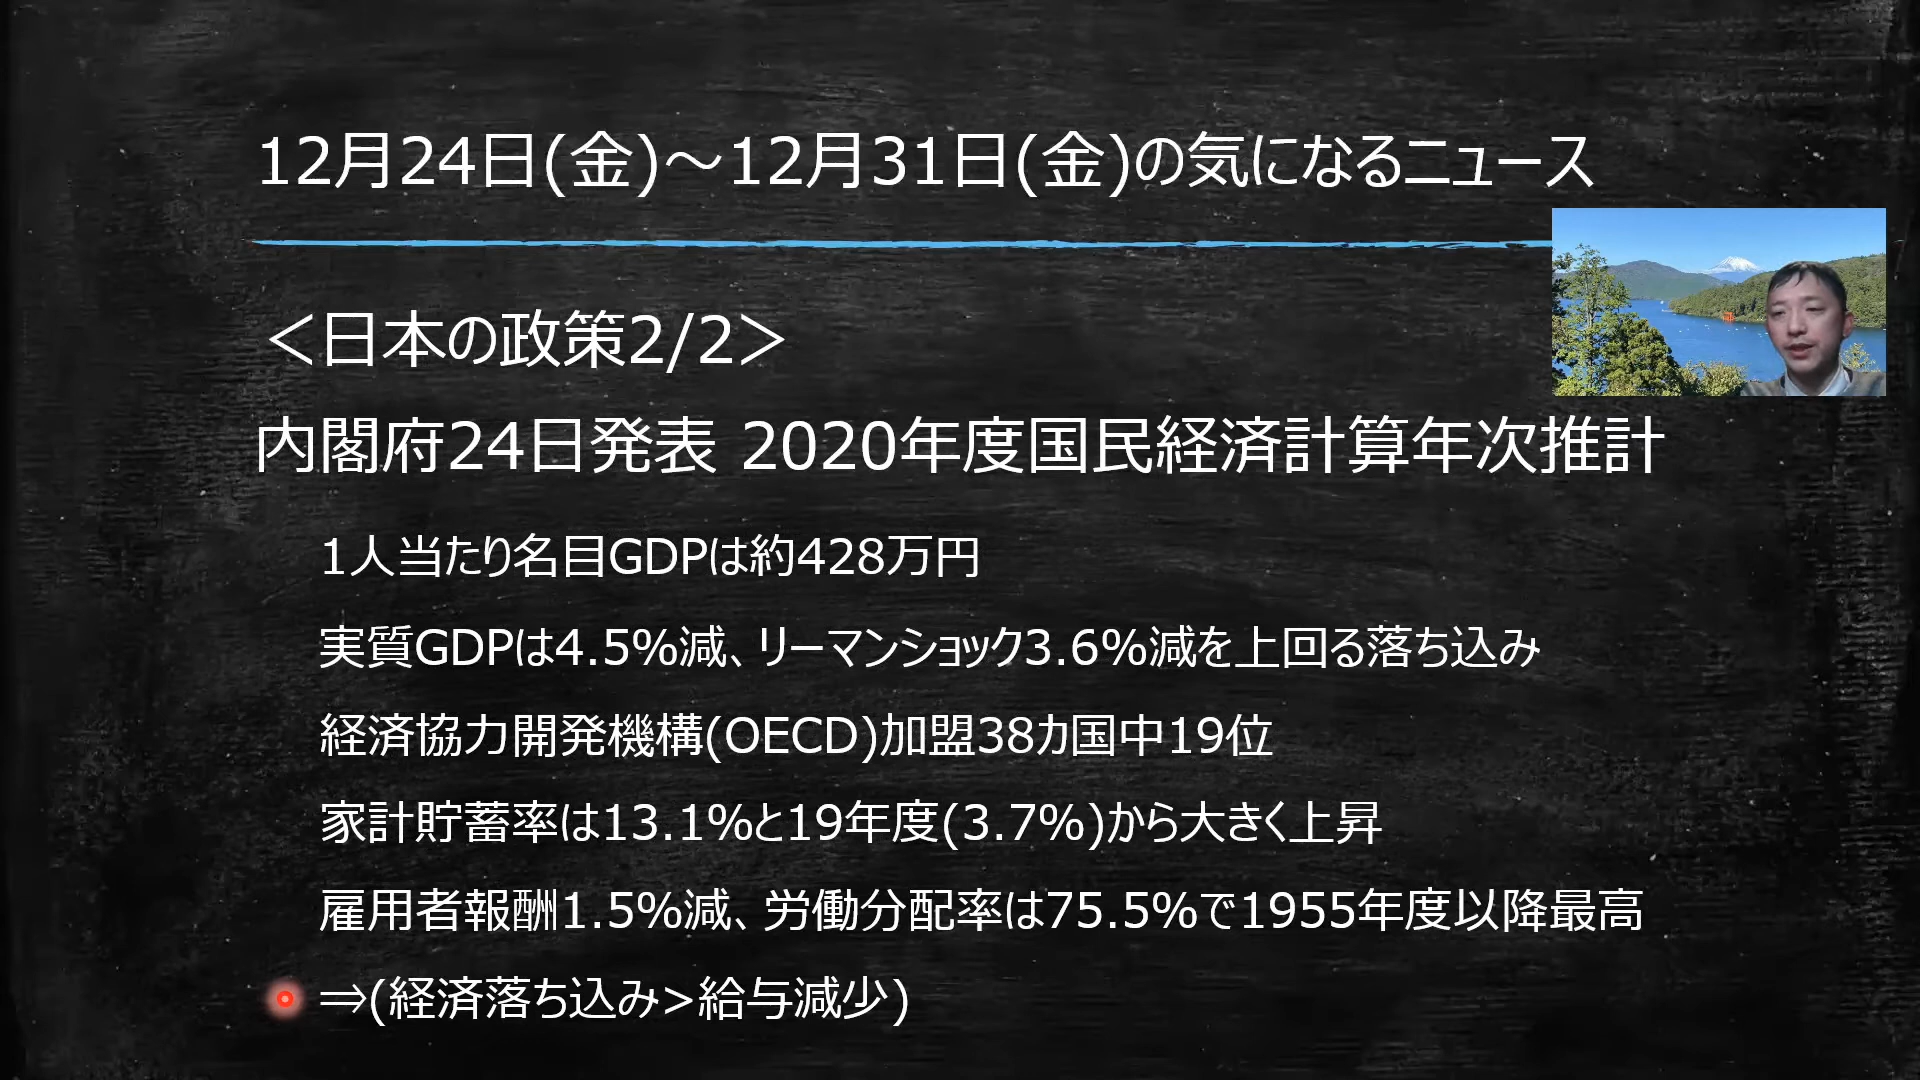 12月24日(金)～12月31日(金)の気になるニュース
＜日本の政策2/2＞
内閣府24日発表 2020年度国民経済計算年次推計
1人当たり名目GDPは約428万円
実質GDPは4.5%減、リーマンショック3.6%減を上回る落ち込み
経済協力開発機構(OECD)加盟38カ国中19位
家計貯蓄率は13.1%と19年度(3.7%)から大きく上昇
雇用者報酬1.5%減、労働分配率は75.5%で1955年度以降最高
⇒(経済落ち込み>給与減少)